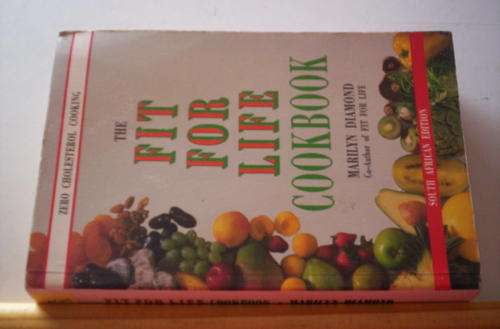 ZERO CHOLESTEROL COOKING
THE
FIT
FOR
LIFE
COOKBOOK
MARILYN DIAMOND
Co-Author of FIT FOR LIFE
SOUTH AFRICAN EDITION
FIT FOR LIFE COOKBOOK • MARILYN DIAMOND